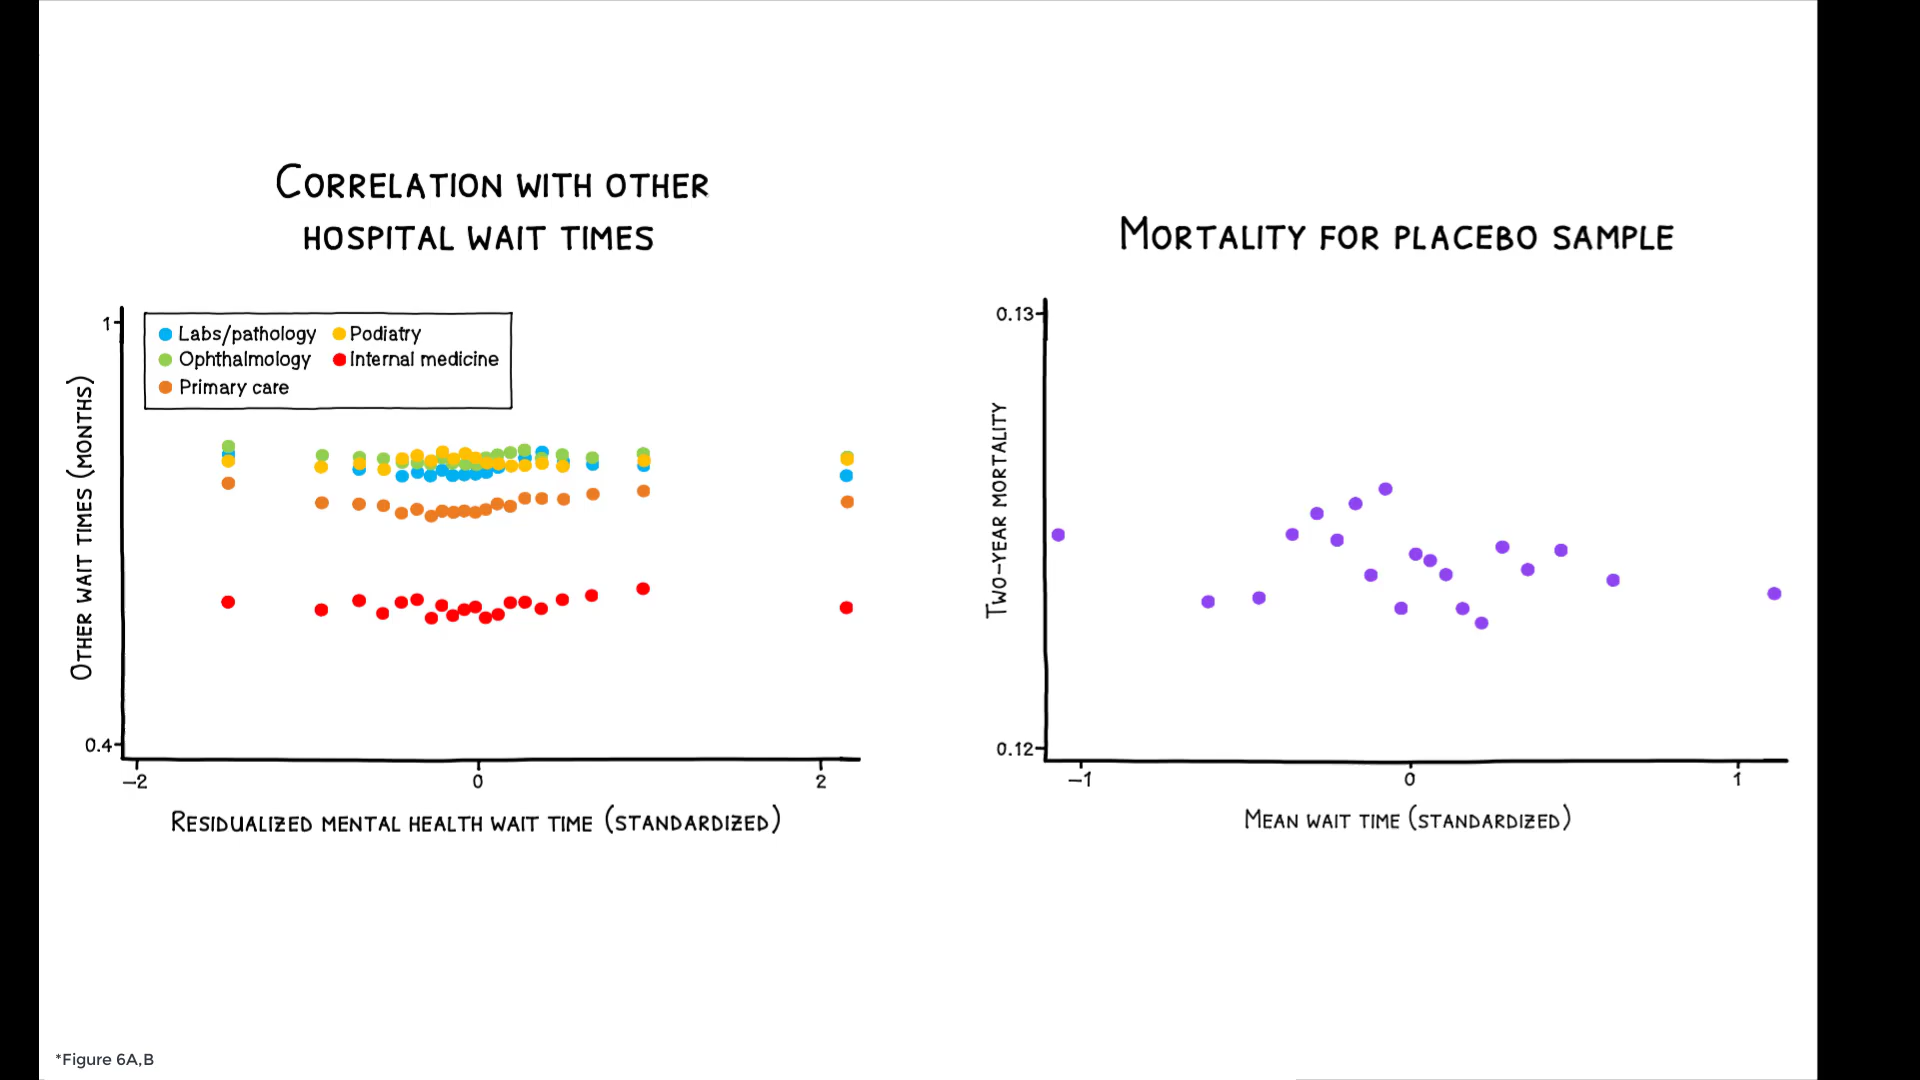 Correlation with other
hospital wait times
Mortality for placebo sample
1
Labs/pathology
Podiatry
Ophthalmology
Internal medicine
Primary care
Other wait times (months)
0.4
−2
0
2
Residualized mental health wait time (standardized)
0.13
Two-year mortality
0.12
−1
0
1
Mean wait time (standardized)
*Figure 6A,B